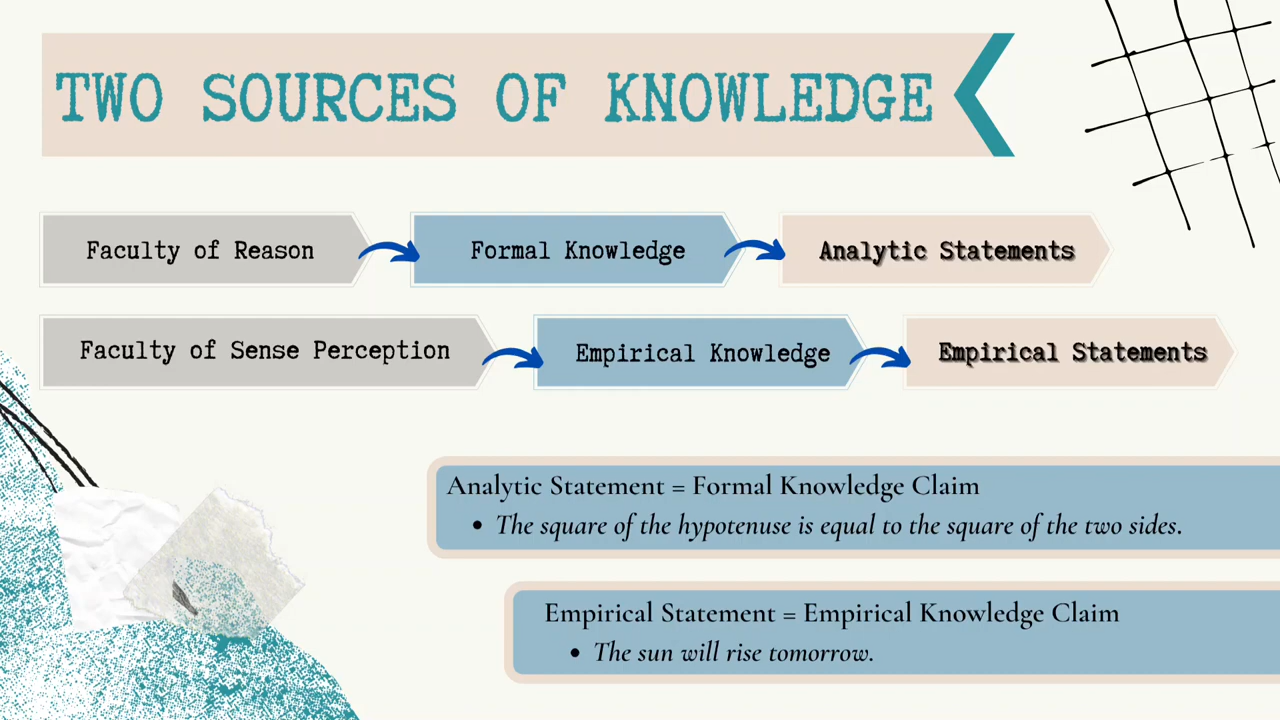 TWO SOURCES OF KNOWLEDGE
Faculty of Reason
Formal Knowledge
Analytic Statements
Faculty of Sense Perception
Empirical Knowledge
Empirical Statements
Analytic Statement = Formal Knowledge Claim
• The square of the hypotenuse is equal to the square of the two sides.
Empirical Statement = Empirical Knowledge Claim
• The sun will rise tomorrow.